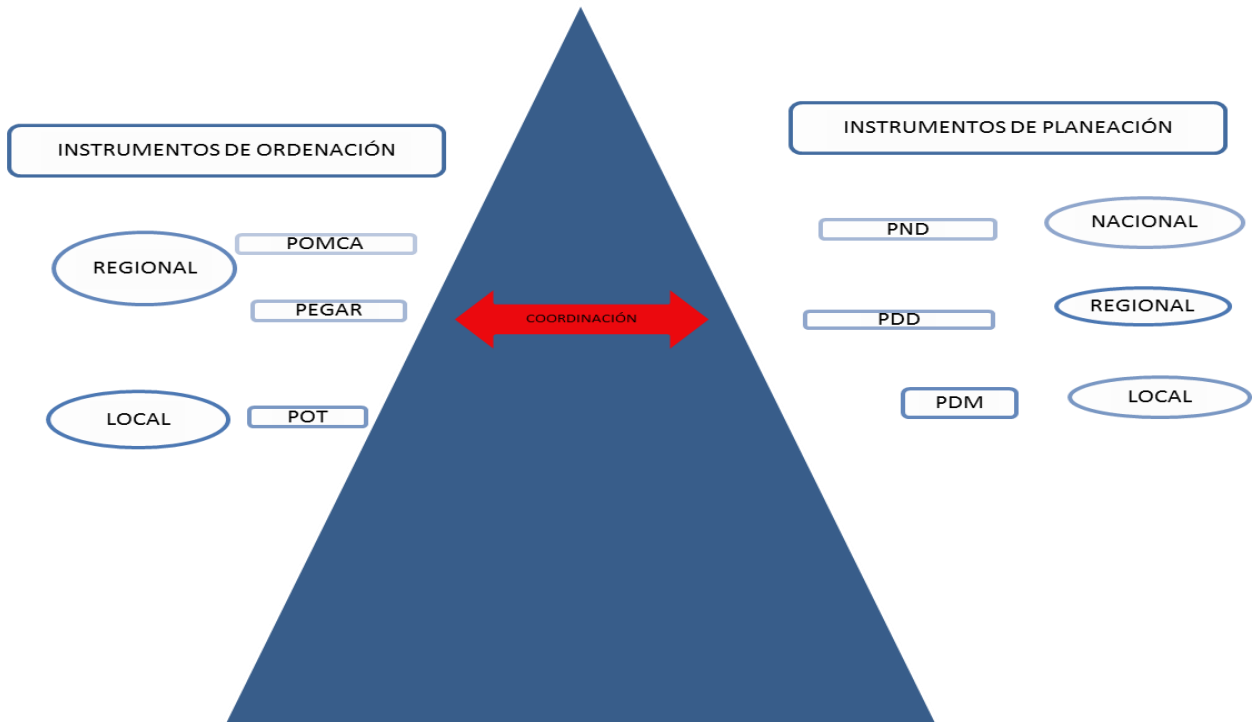 INSTRUMENTOS DE ORDENACIÓN
REGIONAL
POMCA
PEGAR
LOCAL
POT
COORDINACIÓN
INSTRUMENTOS DE PLANEACIÓN
PND
NACIONAL
PDD
REGIONAL
PDM
LOCAL